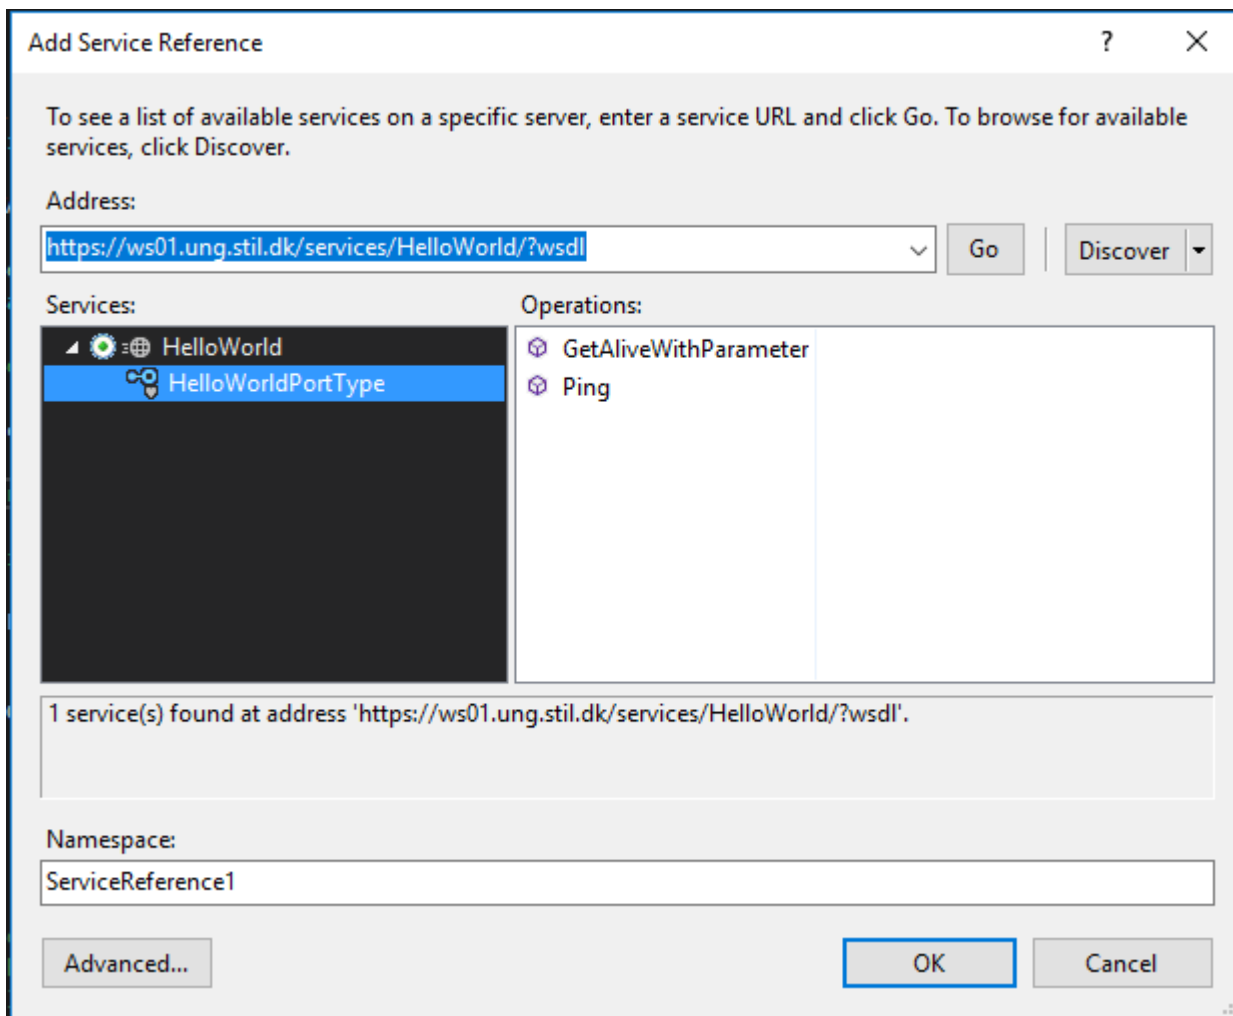 Add Service Reference
?
To see a list of available services on a specific server, enter a service URL and click Go. To browse for available
services, click Discover.
Address:
https://ws01.ung.stil.dk/services/HelloWorld/?wsdl
Go
Discover
Services:
Operations:
HelloWorld
HelloWorldPortType
GetAliveWithParameter
Ping
1 service(s) found at address 'https://ws01.ung.stil.dk/services/HelloWorld/?wsdl'.
Namespace:
ServiceReference1
Advanced...
OK
Cancel